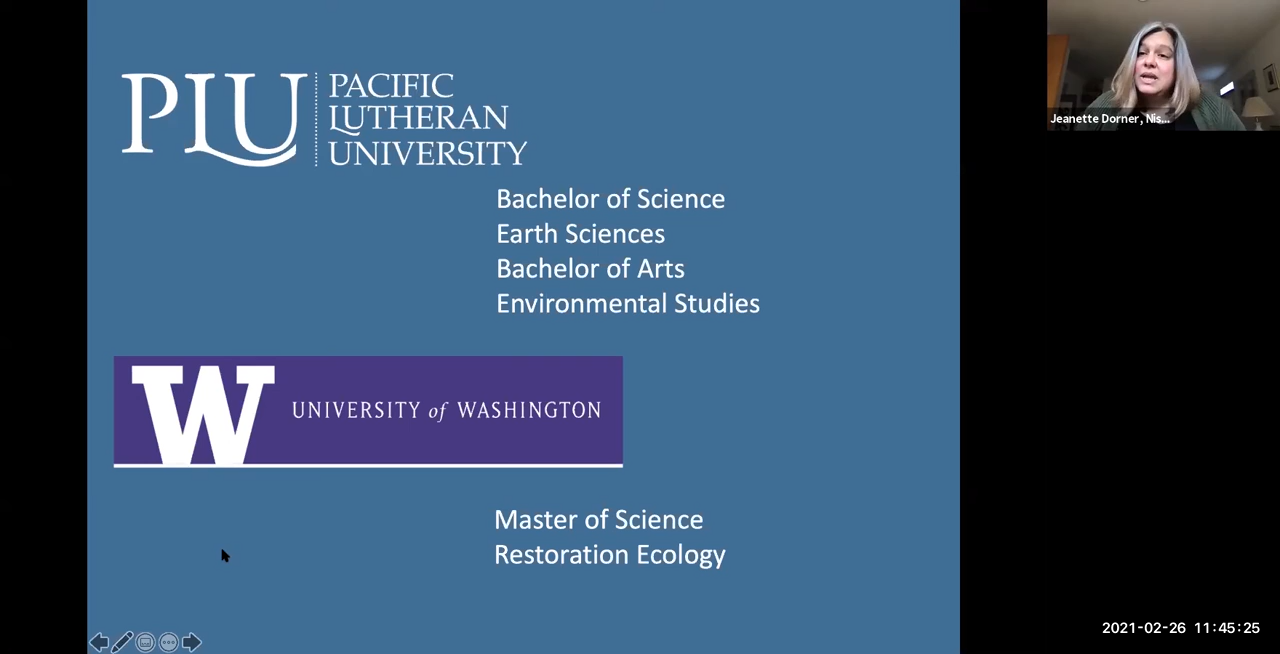 PLU
PACIFIC
LUTHERAN
UNIVERSITY
Bachelor of Science
Earth Sciences
Bachelor of Arts
Environmental Studies
W
UNIVERSITY of WASHINGTON
Master of Science
Restoration Ecology
Jeanette Dorner, Nis...
2021-02-26 11:45:25